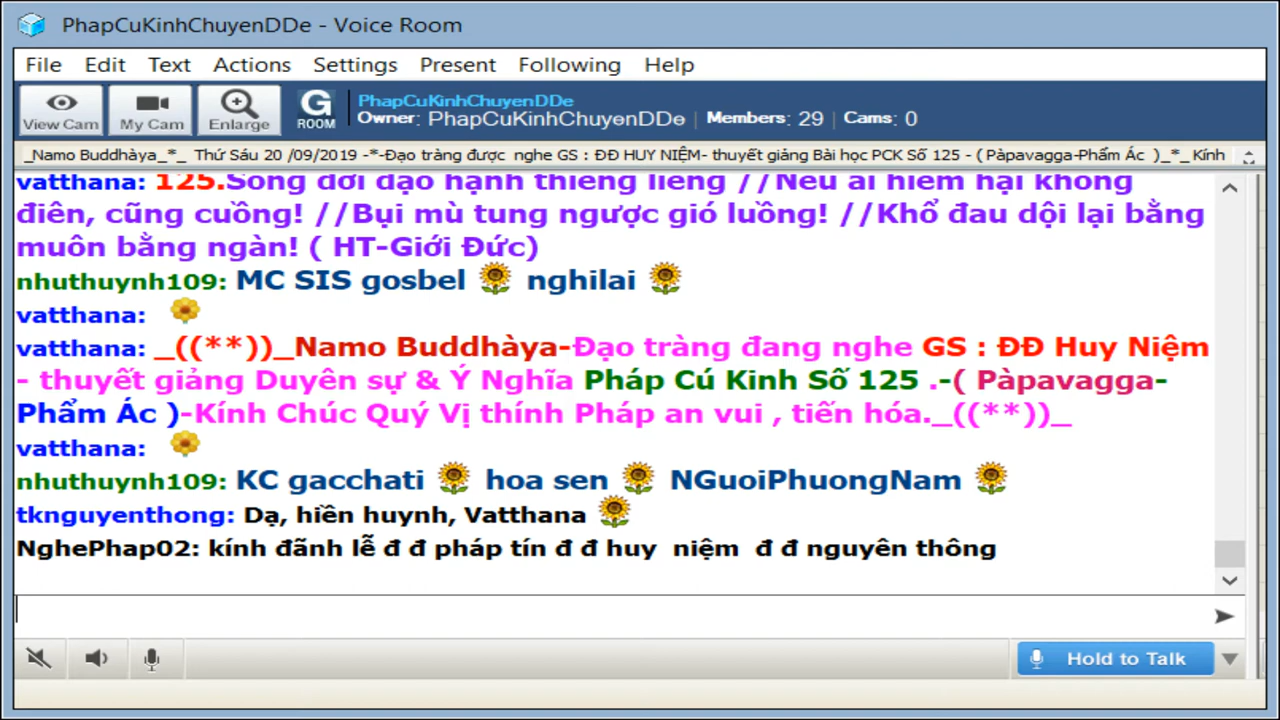 PhapCuKinhChuyenDDe - Voice Room
File Edit Text Actions Settings Present Following Help
View Cam My Cam Enlarge G ROOM
PhapCuKinhChuyenDDe
Owner: PhapCuKinhChuyenDDe | Members: 29 | Cams: 0
_Namo Buddhàya_*_ Thứ Sáu 20 /09/2019 -*-Đạo tràng được nghe GS : ĐĐ HUY NIỆM- thuyết giảng Bài học PCK Số 125 - ( Pàpavagga-Phẩm Ác )_*_ Kính
vatthana: 125.Sống đời đạo hạnh thiêng liêng //Nếu ai hiểm hại không
điên, cũng cuồng! //Bụi mù tung ngược gió luồng! //Khổ đau dội lại bằng
muôn bằng ngàn! ( HT-Giới Đức)
nhuthuynh109: MC SIS gosbel 🌻 nghilai 🌻
vatthana: 🌼
vatthana: _((**))_Namo Buddhàya-Đạo tràng đang nghe GS : ĐĐ Huy Niệm
- thuyết giảng Duyên sự & Ý Nghĩa Pháp Cú Kinh Số 125 .-( Pàpavagga-
Phẩm Ác )-Kính Chúc Quý Vị thính Pháp an vui , tiến hóa._((**))_
vatthana: 🌼
nhuthuynh109: KC gacchati 🌻 hoa sen 🌻 NGuoiPhuongNam 🌻
tknguyenthong: Dạ, hiền huynh, Vatthana 🌻
NghePhap02: kính đãnh lễ đ đ pháp tín đ đ huy niệm đ đ nguyên thông
Hold to Talk